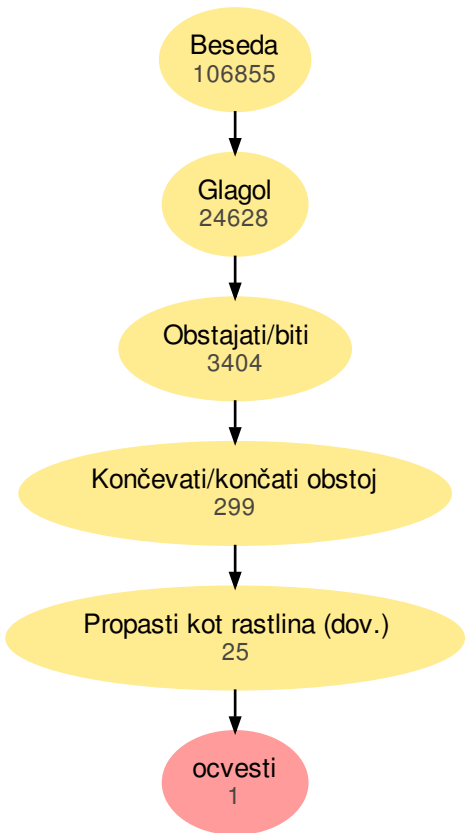 Beseda
106855
Glagol
24628
Obstajati/biti
3404
Končevati/končati obstoj
299
Propasti kot rastlina (dov.)
25
ocvesti
1